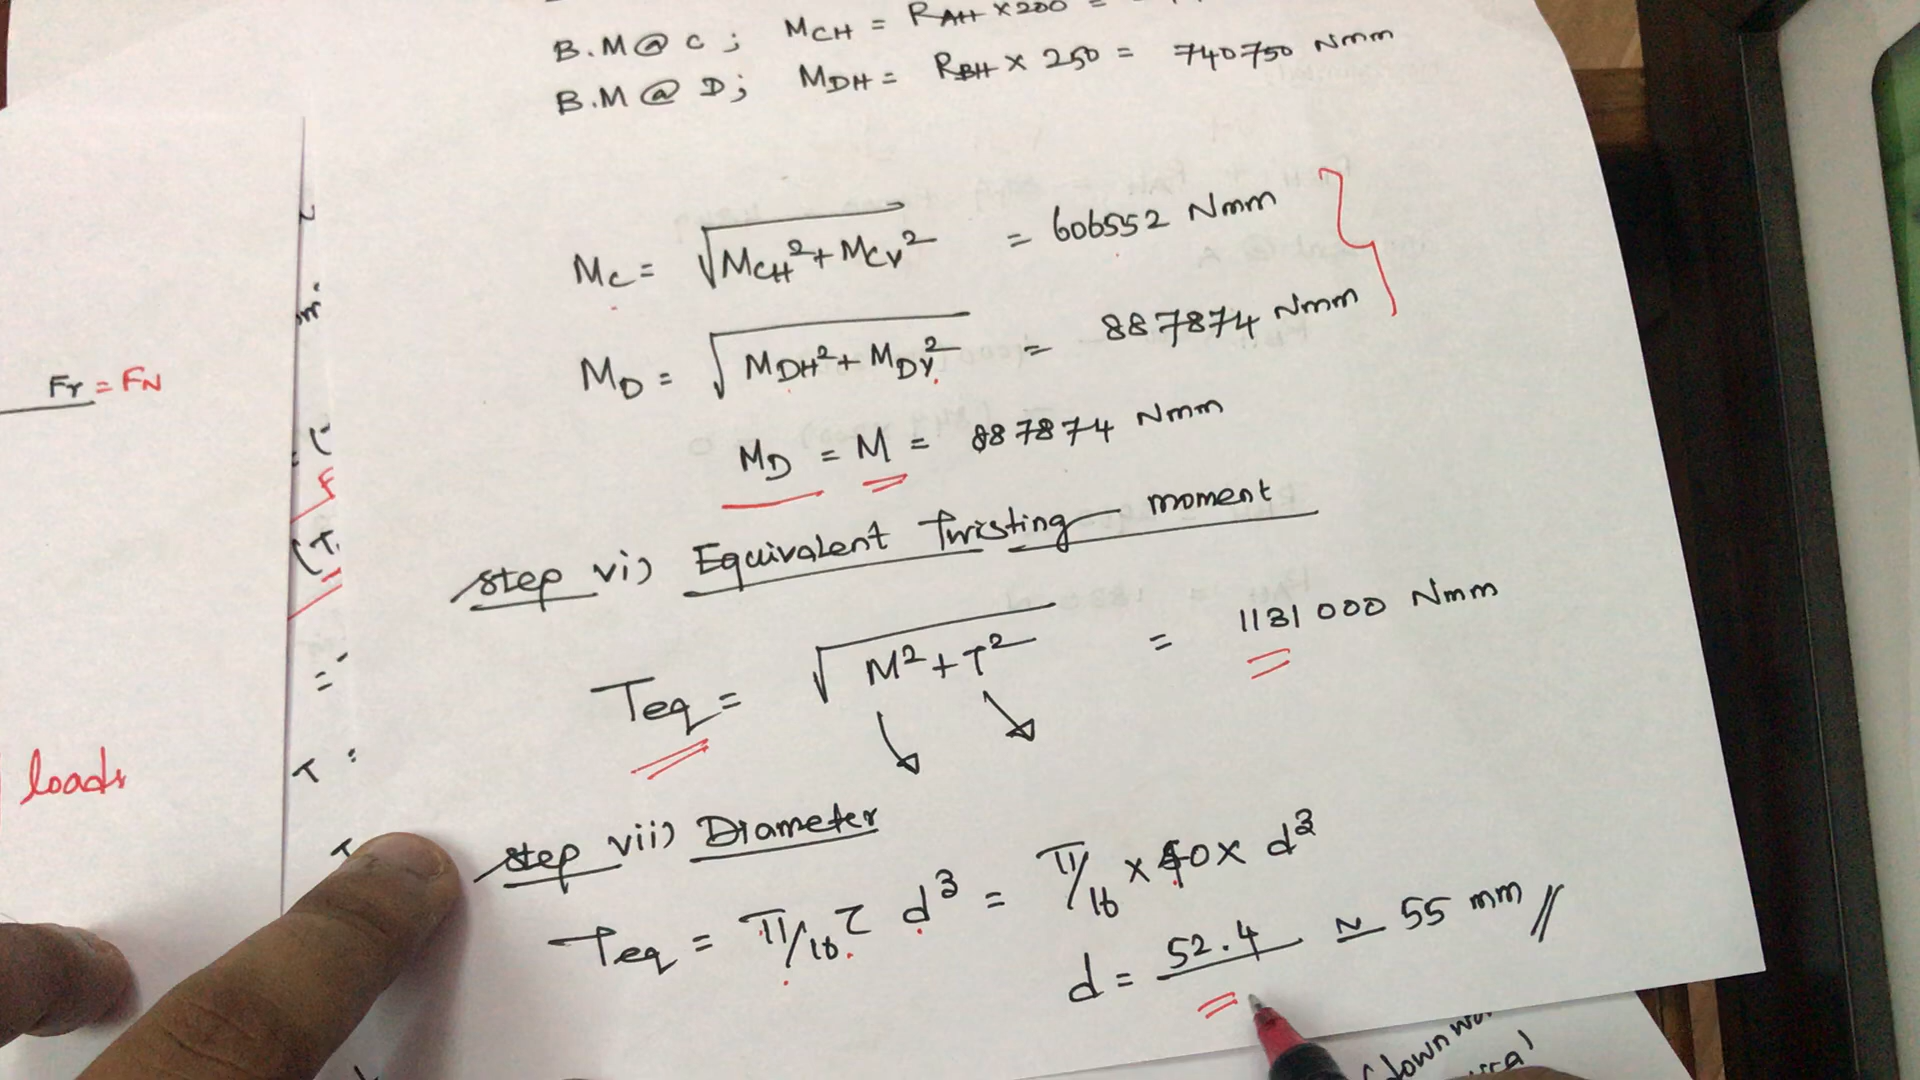 B.M@ C ; MCH = RAH × 200 =
B.M @ D; MDH = RBH × 250 = 740750 Nmm
MC = √MCH² + MCV² = 606552 Nmm
MD = √MDH² + MDV² = 887874 Nmm
MD = M = 887874 Nmm
step vi) Equivalent Twisting moment
Teq = √M² + T² = 1131000 Nmm
step vii) Diameter
Teq = π/16 τ d³ = π/16 × 40 × d³
d = 52.4 ≃ 55 mm //
Fr = FN
loads